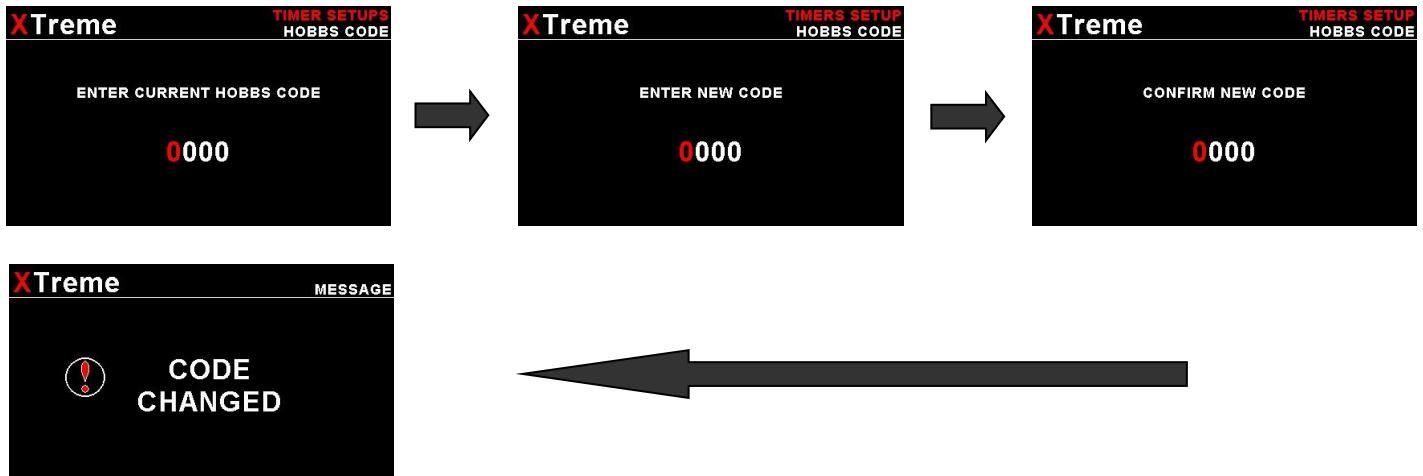 XTreme
TIMER SETUPS
HOBBS CODE
ENTER CURRENT HOBBS CODE
0000
XTreme
TIMERS SETUP
HOBBS CODE
ENTER NEW CODE
0000
XTreme
TIMERS SETUP
HOBBS CODE
CONFIRM NEW CODE
0000
XTreme
MESSAGE
CODE
CHANGED